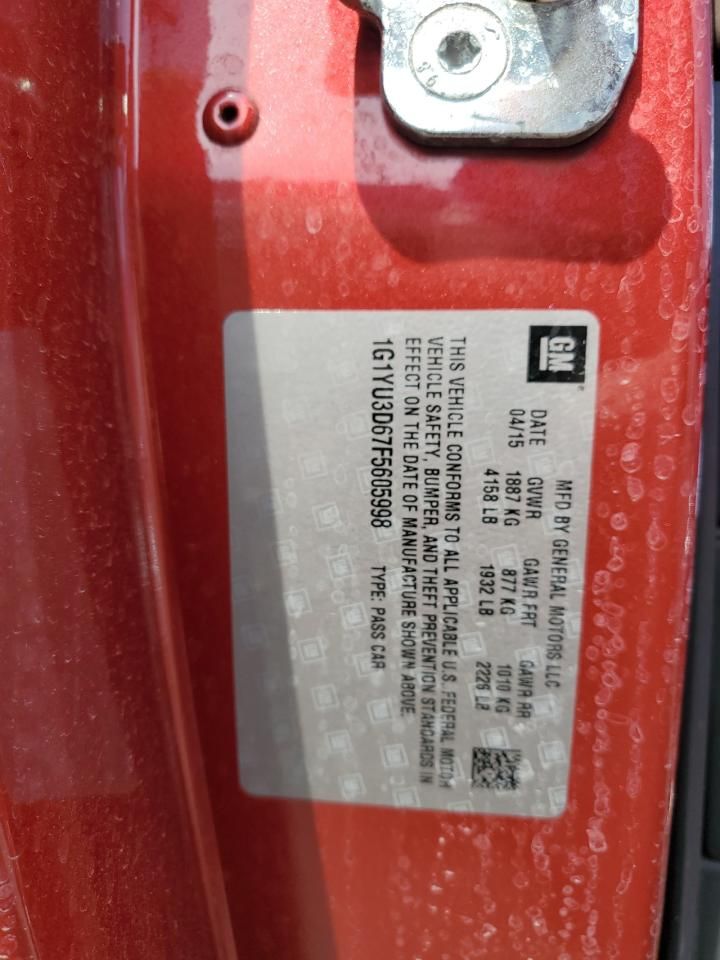 GM
MFD BY GENERAL MOTORS LLC
DATE GVWR GAWR FRT GAWR RR
04/15 1887 KG 877 KG 1010 KG
4158 LB 1932 LB 2226 LB
THIS VEHICLE CONFORMS TO ALL APPLICABLE U.S. FEDERAL MOTOR
VEHICLE SAFETY, BUMPER, AND THEFT PREVENTION STANDARDS IN
EFFECT ON THE DATE OF MANUFACTURE SHOWN ABOVE.
1G1YU3D67F5605998 TYPE: PASS CAR